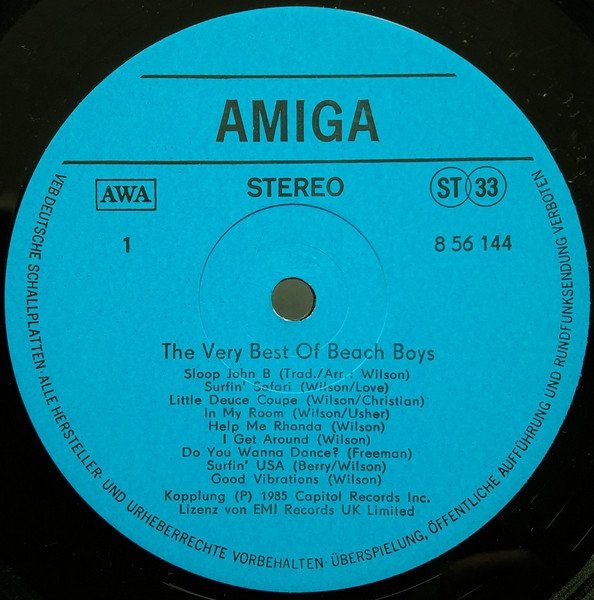 AMIGA
AWA
STEREO
ST 33
1
8 56 144
The Very Best Of Beach Boys
Sloop John B (Trad./Arr.: Wilson)
Surfin' Safari (Wilson/Love)
Little Deuce Coupe (Wilson/Christian)
In My Room (Wilson/Usher)
Help Me Rhonda (Wilson)
I Get Around (Wilson)
Do You Wanna Dance? (Freeman)
Surfin' USA (Berry/Wilson)
Good Vibrations (Wilson)
Kopplung (P) 1985 Capitol Records Inc.
Lizenz von EMI Records UK Limited
VEB DEUTSCHE SCHALLPLATTEN · ALLE HERSTELLER- UND URHEBERRECHTE VORBEHALTEN · ÜBERSPIELUNG, ÖFFENTLICHE AUFFÜHRUNG UND RUNDFUNKSENDUNG VERBOTEN